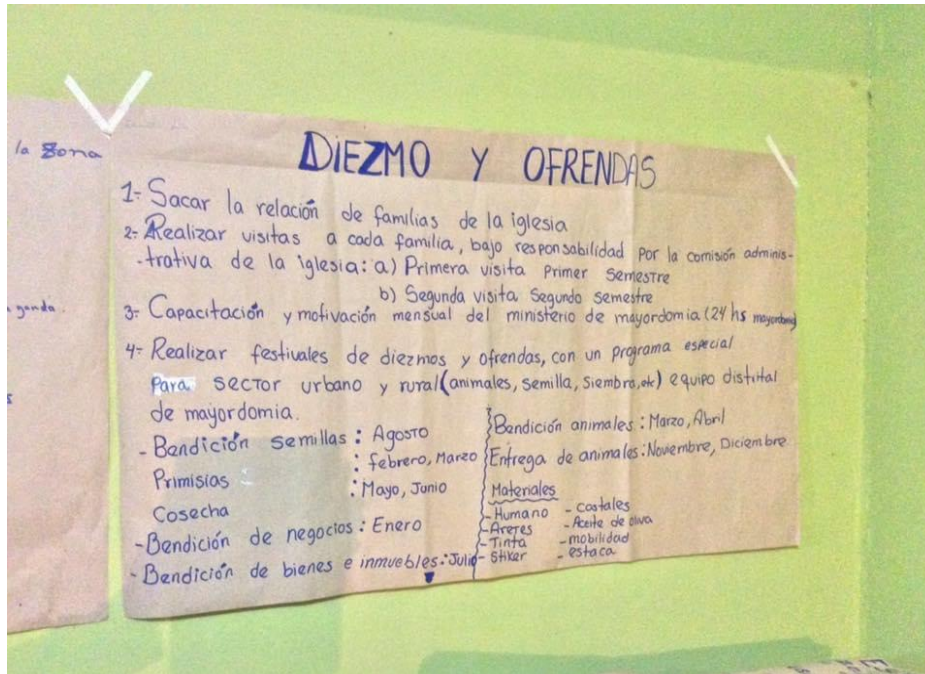 la Zona
DIEZMO Y OFRENDAS
1- Sacar la relación de familias de la iglesia
2- Realizar visitas a cada familia, bajo responsabilidad por la comisión adminis-
-trativa de la iglesia: a) Primera visita Primer Semestre
b) Segunda visita Segundo semestre
3- Capacitación y motivación mensual del ministerio de mayordomia (24 hs mayordomia)
4- Realizar festivales de diezmos y ofrendas, con un programa especial
Para sector urbano y rural (animales, semilla, siembra, etc) equipo distrital
de mayordomia.
- Bendición semillas : Agosto
Primisias : febrero, Marzo
Cosecha : Mayo, Junio
- Bendición de negocios : Enero
- Bendición de bienes e inmuebles : Julio
Bendición animales : Marzo, Abril
Entrega de animales : Noviembre, Diciembre
Materiales
- Humano - costales
- Aretes - Aceite de oliva
- Tinta - mobilidad
- Stiker - estaca